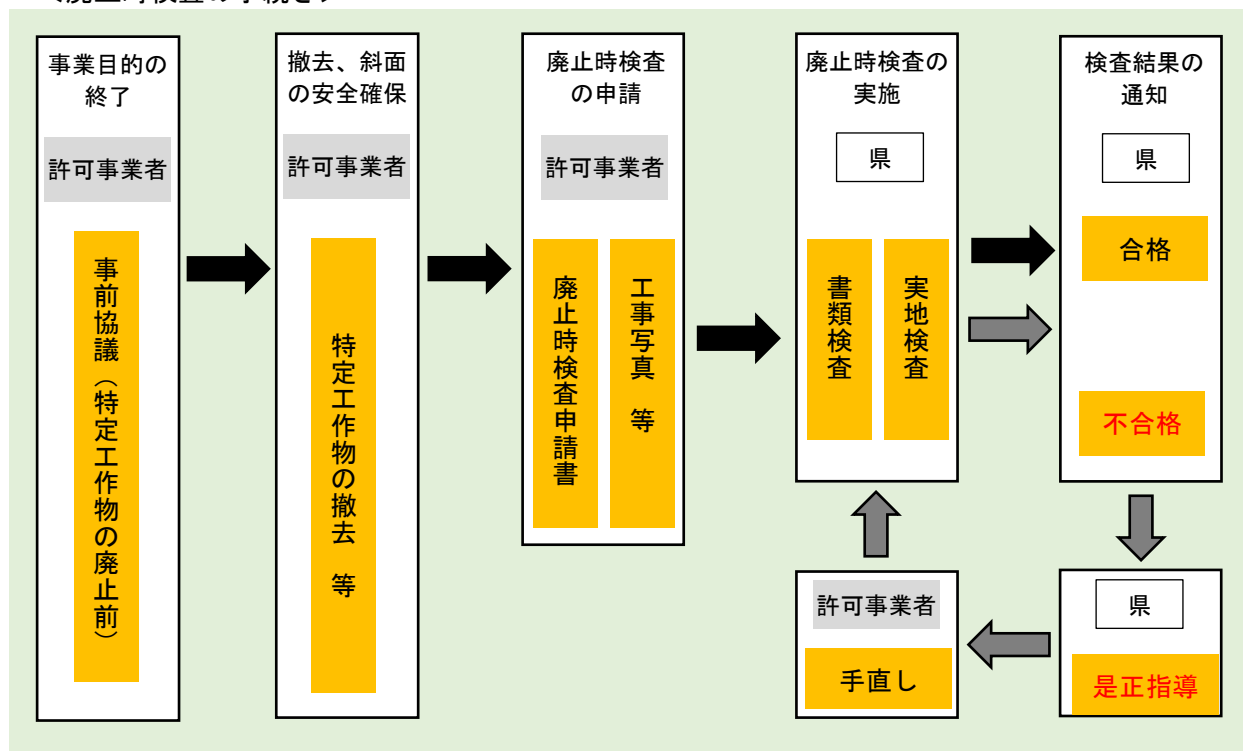 事業目的の
終了
許可事業者
事前協議（特定工作物の廃止前）
撤去、斜面
の安全確保
許可事業者
特定工作物の撤去 等
廃止時検査
の申請
許可事業者
廃止時検査申請書
工事写真 等
廃止時検査の
実施
県
書類検査
実地検査
検査結果の
通知
県
合格
不合格
県
是正指導
許可事業者
手直し